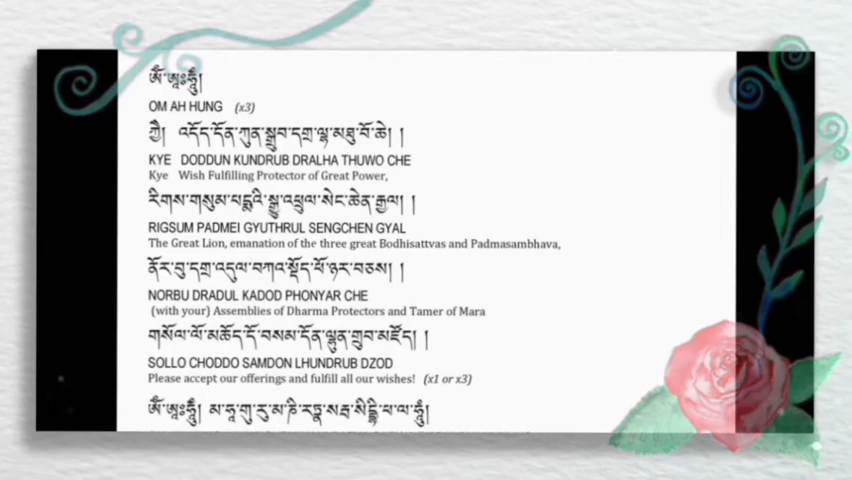 ཨོཾ་ཨཱཿཧཱུྂ།
OM AH HUNG (x3)
ཀྱཻ། འདོད་དོན་ཀུན་སྒྲུབ་དགྲ་ལྷ་མཐུ་བོ་ཆེ། །
KYE DODDUN KUNDRUB DRALHA THUWO CHE
Kye Wish Fulfilling Protector of Great Power,
རིགས་གསུམ་པདྨའི་སྒྱུ་འཕྲུལ་སེང་ཆེན་རྒྱལ། །
RIGSUM PADMEI GYUTHRUL SENGCHEN GYAL
The Great Lion, emanation of the three great Bodhisattvas and Padmasambhava,
ནོར་བུ་དགྲ་འདུལ་བཀའ་སྡོད་ཕོ་ཉར་བཅས། །
NORBU DRADUL KADOD PHONYAR CHE
(with your) Assemblies of Dharma Protectors and Tamer of Mara
གསོལ་ལོ་མཆོད་དོ་བསམ་དོན་ལྷུན་གྲུབ་མཛོད། །
SOLLO CHODDO SAMDON LHUNDRUB DZOD
Please accept our offerings and fulfill all our wishes! (x1 or x3)
ཨོཾ་ཨཱཿཧཱུྂ། མ་ཧཱ་གུ་རུ་མ་ཎི་རཏྣ་སརྦ་སིདྡྷི་ཕ་ལ་ཧཱུྂ།